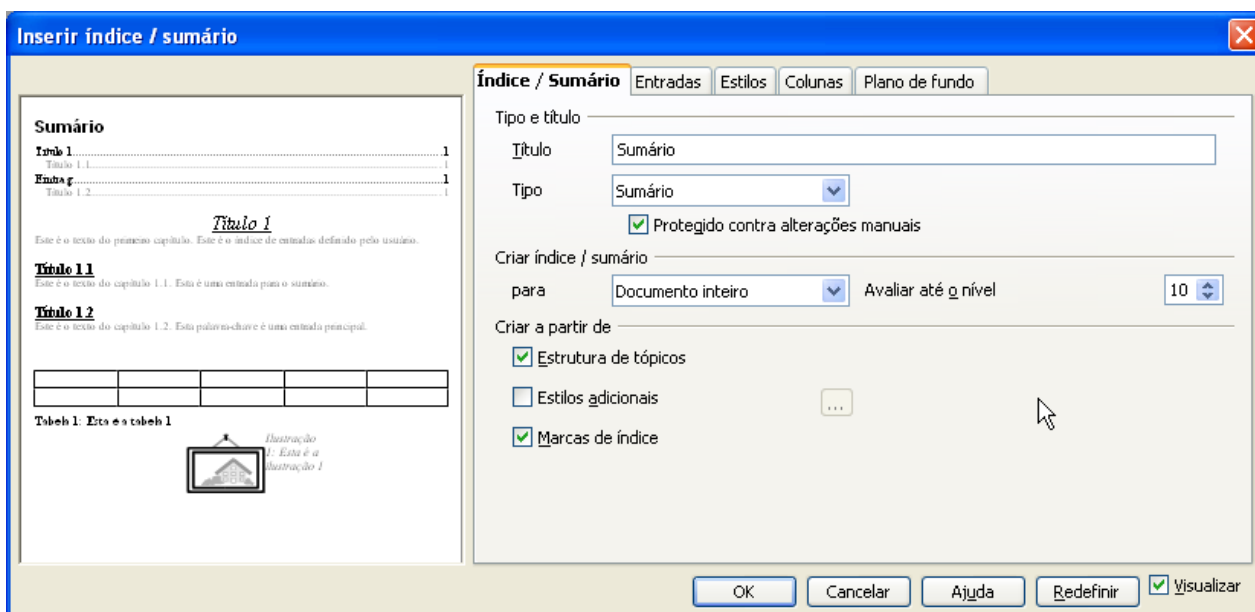 Inserir índice / sumário
Índice / Sumário Entradas Estilos Colunas Plano de fundo
Sumário
Título 1 1
Título 1.1 1
Entrada 1
Título 1.2 1
Título 1
Este é o texto do primeiro capítulo. Este é o índice de entradas definido pelo usuário.
Título 1.1
Este é o texto do capítulo 1.1. Esta é uma entrada para o sumário.
Título 1.2
Este é o texto do capítulo 1.2. Esta palavra-chave é uma entrada principal.
Tabela 1: Esta é a tabela 1
Ilustração
1: Esta é a
ilustração 1
Tipo e título
Título Sumário
Tipo Sumário
Protegido contra alterações manuais
Criar índice / sumário
para Documento inteiro Avaliar até o nível 10
Criar a partir de
Estrutura de tópicos
Estilos adicionais ...
Marcas de índice
OK Cancelar Ajuda Redefinir Visualizar